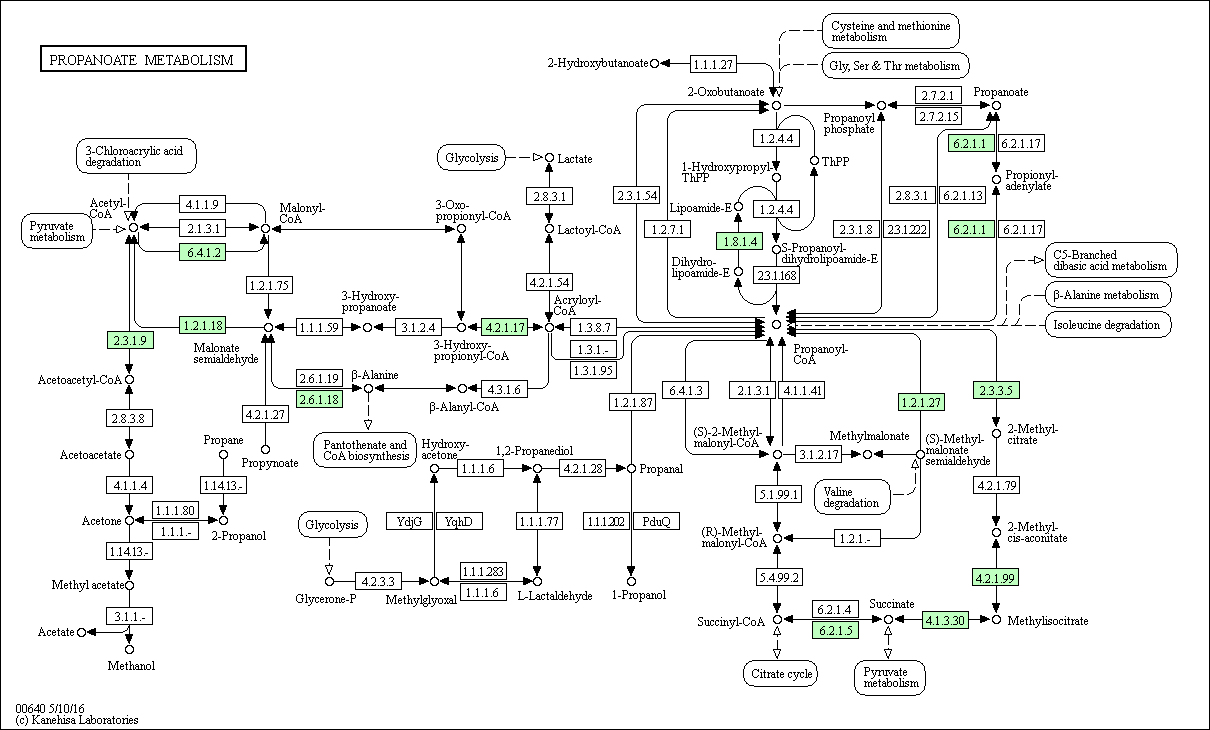 PROPANOATE METABOLISM
Cysteine and methionine
metabolism
Gly, Ser & Thr metabolism
2-Hydroxybutanoate
1.1.1.27
2-Oxobutanoate
Propanoyl
phosphate
2.7.2.1
2.7.2.15
Propanoate
1.2.4.4
ThPP
1-Hydroxypropyl-
ThPP
6.2.1.1
6.2.1.17
Propionyl-
adenylate
3-Chloroacrylic acid
degradation
Glycolysis
Lactate
2.8.3.1
2.3.1.54
2.8.3.1
6.2.1.13
Acetyl-
CoA
4.1.1.9
Malonyl-
CoA
3-Oxo-
propionyl-CoA
Lactoyl-CoA
Lipoamide-E
1.2.4.4
Pyruvate
metabolism
2.1.3.1
6.4.1.2
1.2.7.1
1.8.1.4
S-Propanoyl-
dihydrolipoamide-E
2.3.1.8
2.3.1.222
6.2.1.1
6.2.1.17
Dihydro-
lipoamide-E
2.3.1.168
C5-Branched
dibasic acid metabolism
β-Alanine metabolism
Isoleucine degradation
1.2.1.75
4.2.1.54
3-Hydroxy-
propanoate
Acryloyl-
CoA
1.2.1.18
1.1.1.59
3.1.2.4
4.2.1.17
1.3.8.7
2.3.1.9
Malonate
semialdehyde
3-Hydroxy-
propionyl-CoA
1.3.1.-
1.3.1.95
Propanoyl-
CoA
Acetoacetyl-CoA
2.6.1.19
2.6.1.18
β-Alanine
β-Alanyl-CoA
4.3.1.6
1.2.1.87
6.4.1.3
2.1.3.1
4.1.1.41
1.2.1.27
2.3.3.5
2.8.3.8
4.2.1.27
Propane
Propynoate
Pantothenate and
CoA biosynthesis
Hydroxy-
acetone
1,2-Propanediol
(S)-2-Methyl-
malonyl-CoA
Methylmalonate
(S)-Methyl-
malonate
semialdehyde
2-Methyl-
citrate
Acetoacetate
1.1.1.6
4.2.1.28
Propanal
3.1.2.17
4.1.1.4
1.14.13.-
5.1.99.1
Valine
degradation
4.2.1.79
Acetone
1.1.1.80
1.1.1.-
2-Propanol
Glycolysis
YdjG
YqhD
1.1.1.77
1.1.1.202
PduQ
(R)-Methyl-
malonyl-CoA
1.2.1.-
2-Methyl-
cis-aconitate
1.14.13.-
Methyl acetate
Glycerone-P
4.2.3.3
Methylglyoxal
1.1.1.283
1.1.1.6
L-Lactaldehyde
1-Propanol
5.4.99.2
4.2.1.99
3.1.1.-
Acetate
Methanol
Succinyl-CoA
6.2.1.4
6.2.1.5
Succinate
4.1.3.30
Methylisocitrate
Citrate cycle
Pyruvate
metabolism
00640 5/10/16
(c) Kanehisa Laboratories